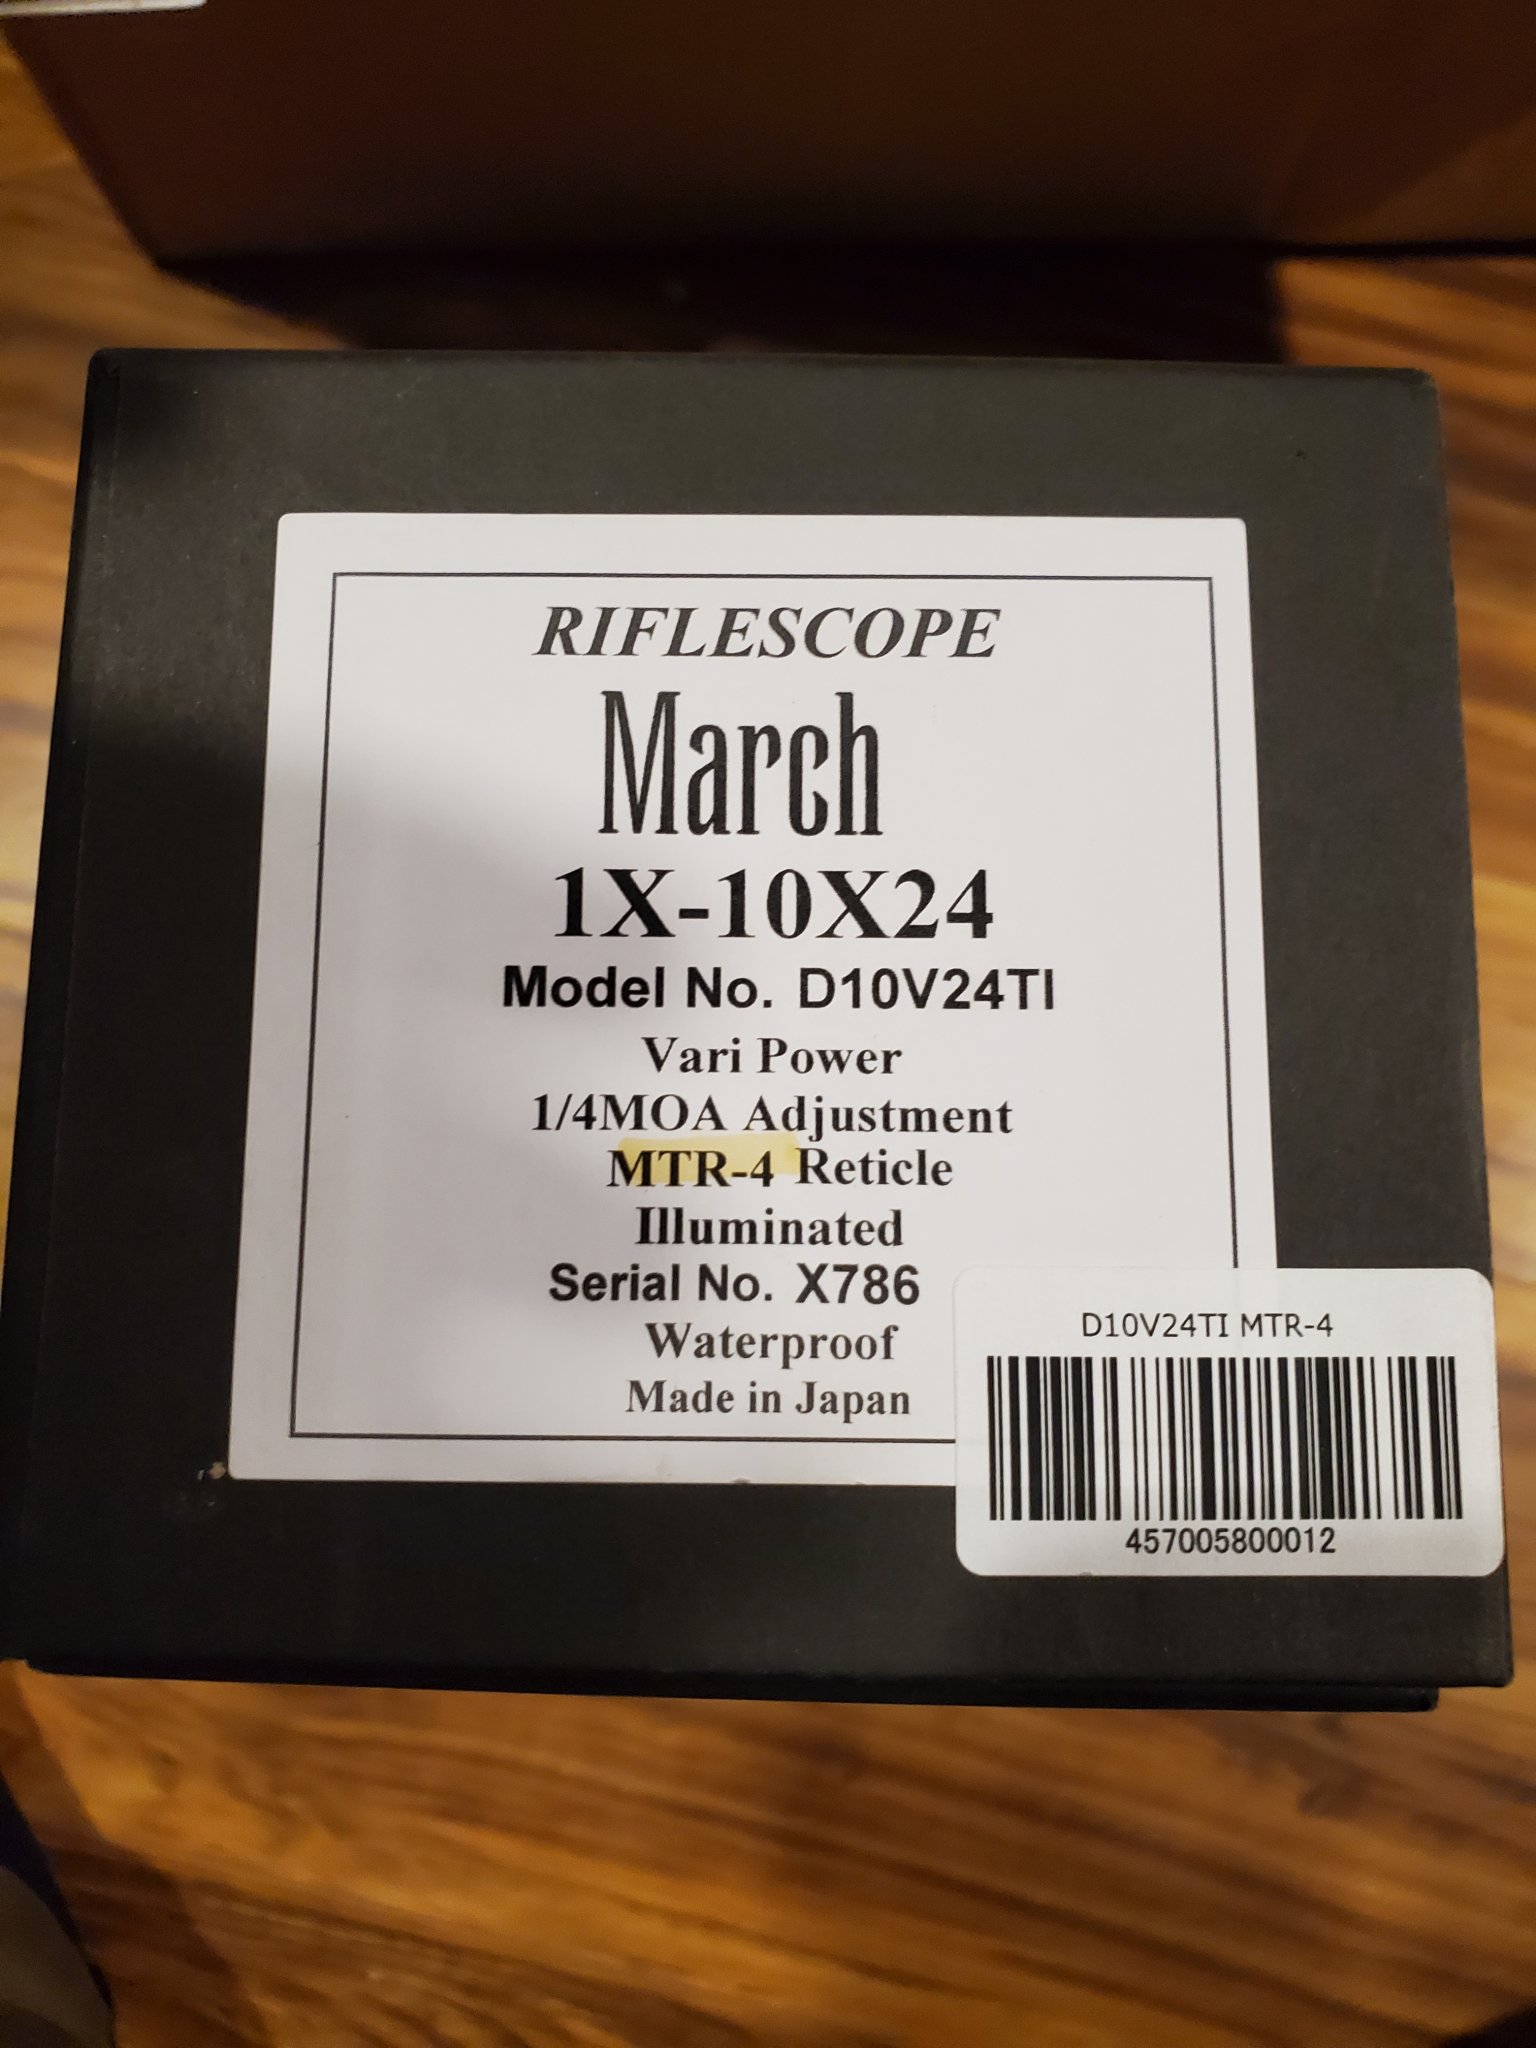 RIFLESCOPE
March
1X-10X24
Model No. D10V24TI
Vari Power
1/4MOA Adjustment
MTR-4 Reticle
Illuminated
Serial No. X786
Waterproof
Made in Japan
D10V24TI MTR-4
457005800012